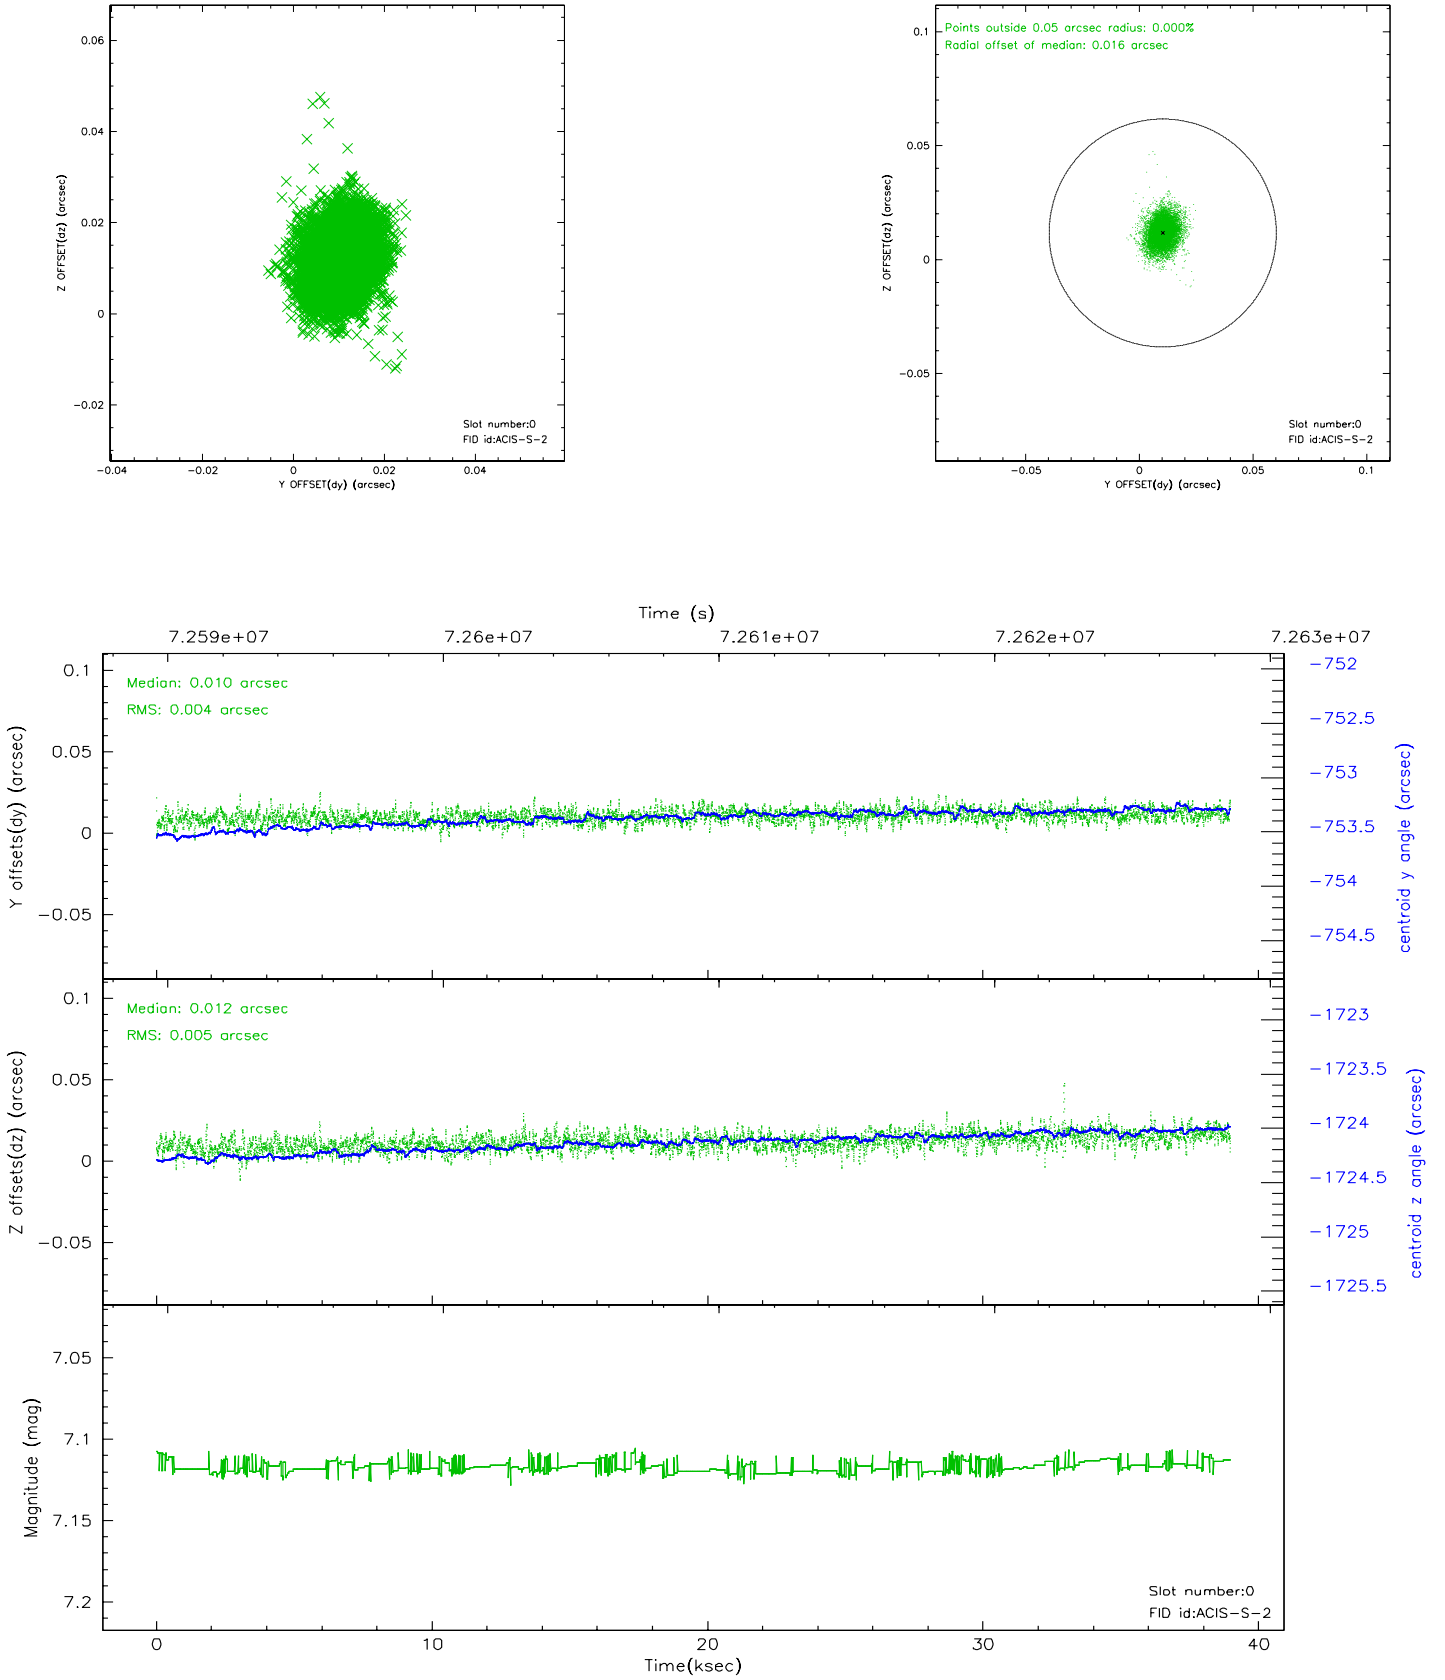 0.06
0.04
0.02
0
−0.02
Z OFFSET(dz) (arcsec)
Slot number:0
FID id:ACIS−S−2
−0.04 −0.02 0 0.02 0.04
Y OFFSET(dy) (arcsec)
Points outside 0.05 arcsec radius: 0.000%
Radial offset of median: 0.016 arcsec
0.1
0.05
0
−0.05
Z OFFSET(dz) (arcsec)
Slot number:0
FID id:ACIS−S−2
−0.05 0 0.05 0.1
Y OFFSET(dy) (arcsec)
Time (s)
7.259e+07 7.26e+07 7.261e+07 7.262e+07 7.263e+07
Median: 0.010 arcsec
RMS: 0.004 arcsec
0.1
0.05
0
−0.05
Y offsets(dy) (arcsec)
−752
−752.5
−753
−753.5
−754
−754.5
centroid y angle (arcsec)
Median: 0.012 arcsec
RMS: 0.005 arcsec
0.1
0.05
0
−0.05
Z offsets(dz) (arcsec)
−1723
−1723.5
−1724
−1724.5
−1725
−1725.5
centroid z angle (arcsec)
7.05
7.1
7.15
7.2
Magnitude (mag)
Slot number:0
FID id:ACIS−S−2
0 10 20 30 40
Time(ksec)